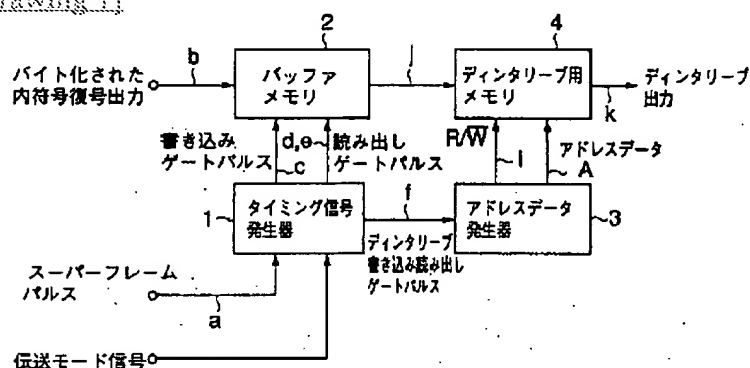 2
4
バイト化された
内符号復号出力
b
バッファ
メモリ
j
ディンタリーブ用
メモリ
k
ディンタリーブ
出力
書き込み
ゲートパルス
c
d,e
読み出し
ゲートパルス
R/W̅
アドレスデータ
A
1
タイミング信号
発生器
f
アドレスデータ
発生器
3
ディンタリーブ
書き込み読み出し
ゲートパルス
スーパーフレーム
パルス
a
伝送モード信号